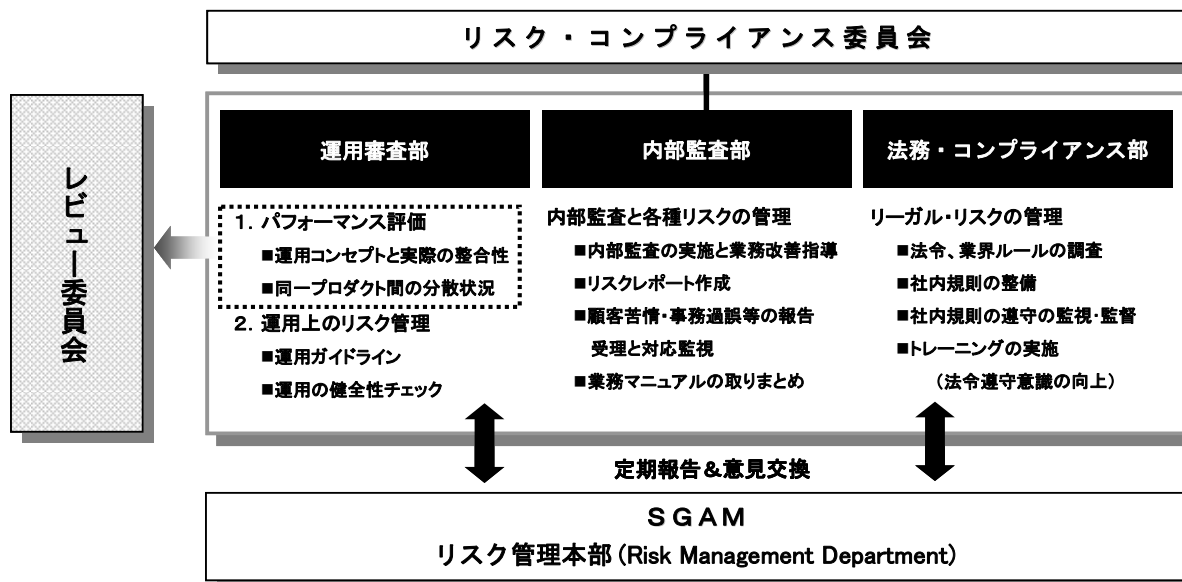 リスク・コンプライアンス委員会
レビュー委員会
運用審査部
1．パフォーマンス評価
■運用コンセプトと実際の整合性
■同一プロダクト間の分散状況
2．運用上のリスク管理
■運用ガイドライン
■運用の健全性チェック
内部監査部
内部監査と各種リスクの管理
■内部監査の実施と業務改善指導
■リスクレポート作成
■顧客苦情・事務過誤等の報告
受理と対応監視
■業務マニュアルの取りまとめ
法務・コンプライアンス部
リーガル・リスクの管理
■法令、業界ルールの調査
■社内規則の整備
■社内規則の遵守の監視・監督
■トレーニングの実施
（法令遵守意識の向上）
定期報告＆意見交換
ＳＧＡＭ
リスク管理本部(Risk Management Department)